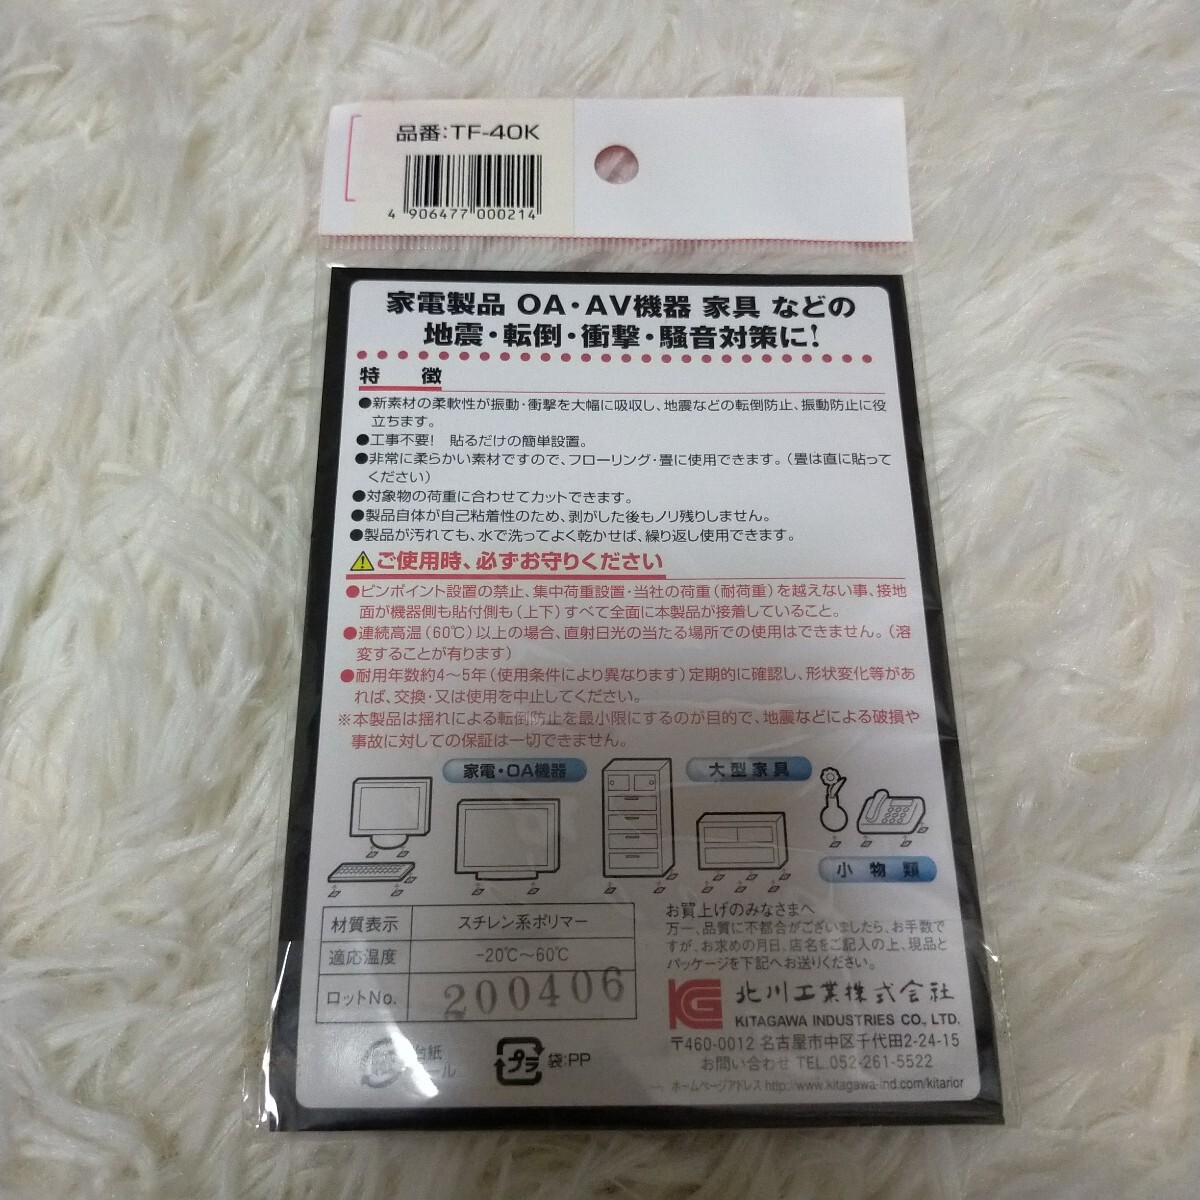 品番:TF-40K
4 906477 000214
家電製品 OA・AV機器 家具 などの
地震・転倒・衝撃・騒音対策に!
特 徴
●新素材の柔軟性が振動・衝撃を大幅に吸収し、地震などの転倒防止、振動防止に役
立ちます。
●工事不要! 貼るだけの簡単設置。
●非常に柔らかい素材ですので、フローリング・畳に使用できます。(畳は直に貼って
ください)
●対象物の荷重に合わせてカットできます。
●製品自体が自己粘着性のため、剥がした後もノリ残りしません。
●製品が汚れても、水で洗ってよく乾かせば、繰り返し使用できます。
ご使用時、必ずお守りください
●ピンポイント設置の禁止、集中荷重設置・当社の荷重(耐荷重)を越えない事、接地
面が機器側も貼付側も(上下)すべて全面に本製品が接着していること。
●連続高温(60℃)以上の場合、直射日光の当たる場所での使用はできません。(溶
変することが有ります)
●耐用年数約4～5年(使用条件により異なります)定期的に確認し、形状変化等があ
れば、交換・又は使用を中止してください。
※本製品は揺れによる転倒防止を最小限にするのが目的で、地震などによる破損や
事故に対しての保証は一切できません。
家電・OA機器
大型家具
小物類
材質表示 スチレン系ポリマー
適応温度 -20℃～60℃
ロットNo. 200406
お買上げのみなさまへ
万一、品質に不都合がございましたら、お手数で
すが、お求めの月日、店名をご記入の上、現品と
パッケージを下記へお送りください。
KG 北川工業株式会社
KITAGAWA INDUSTRIES CO., LTD.
〒460-0012 名古屋市中区千代田2-24-15
お問い合わせ TEL.052-261-5522
ホームページアドレス http://www.kitagawa-ind.com/kitarior
台紙
プラ 袋:PP